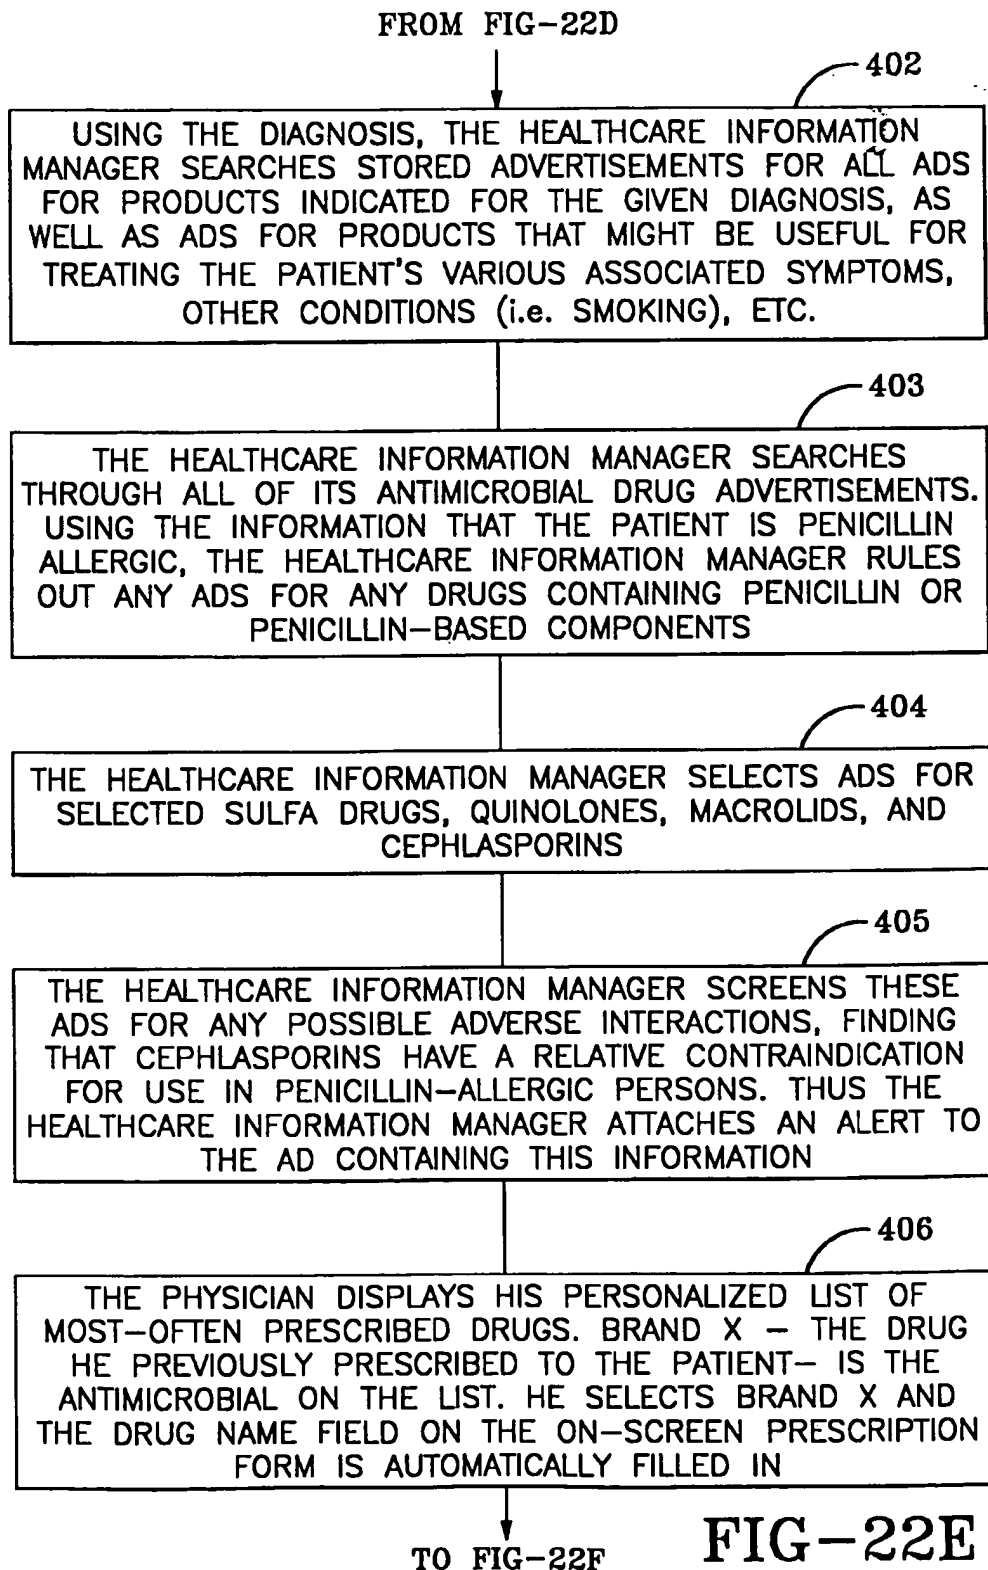 FROM FIG-22D
402
USING THE DIAGNOSIS, THE HEALTHCARE INFORMATION
MANAGER SEARCHES STORED ADVERTISEMENTS FOR ALL ADS
FOR PRODUCTS INDICATED FOR THE GIVEN DIAGNOSIS, AS
WELL AS ADS FOR PRODUCTS THAT MIGHT BE USEFUL FOR
TREATING THE PATIENT'S VARIOUS ASSOCIATED SYMPTOMS,
OTHER CONDITIONS (i.e. SMOKING), ETC.
403
THE HEALTHCARE INFORMATION MANAGER SEARCHES
THROUGH ALL OF ITS ANTIMICROBIAL DRUG ADVERTISEMENTS.
USING THE INFORMATION THAT THE PATIENT IS PENICILLIN
ALLERGIC, THE HEALTHCARE INFORMATION MANAGER RULES
OUT ANY ADS FOR ANY DRUGS CONTAINING PENICILLIN OR
PENICILLIN-BASED COMPONENTS
404
THE HEALTHCARE INFORMATION MANAGER SELECTS ADS FOR
SELECTED SULFA DRUGS, QUINOLONES, MACROLIDS, AND
CEPHLASPORINS
405
THE HEALTHCARE INFORMATION MANAGER SCREENS THESE
ADS FOR ANY POSSIBLE ADVERSE INTERACTIONS, FINDING
THAT CEPHLASPORINS HAVE A RELATIVE CONTRAINDICATION
FOR USE IN PENICILLIN-ALLERGIC PERSONS. THUS THE
HEALTHCARE INFORMATION MANAGER ATTACHES AN ALERT TO
THE AD CONTAINING THIS INFORMATION
406
THE PHYSICIAN DISPLAYS HIS PERSONALIZED LIST OF
MOST-OFTEN PRESCRIBED DRUGS. BRAND X - THE DRUG
HE PREVIOUSLY PRESCRIBED TO THE PATIENT- IS THE
ANTIMICROBIAL ON THE LIST. HE SELECTS BRAND X AND
THE DRUG NAME FIELD ON THE ON-SCREEN PRESCRIPTION
FORM IS AUTOMATICALLY FILLED IN
TO FIG-22F
FIG-22E